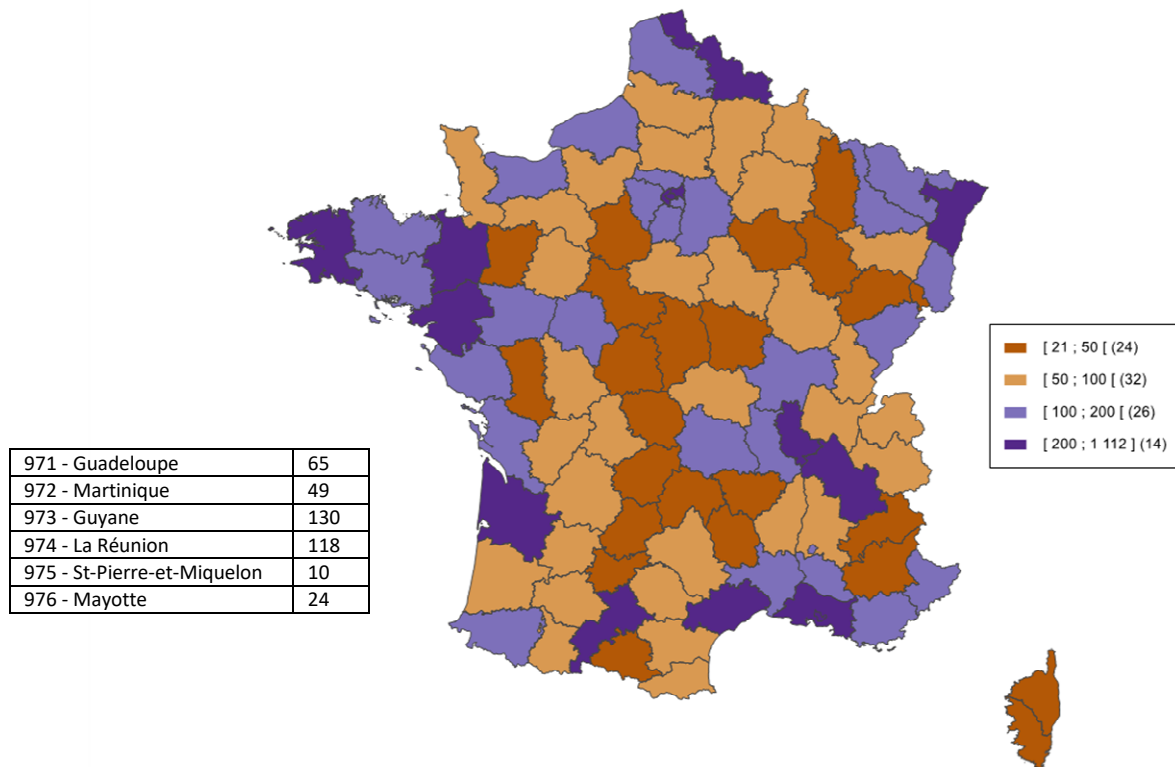 [ 21 ; 50 [ (24)
[ 50 ; 100 [ (32)
[ 100 ; 200 [ (26)
[ 200 ; 1 112 ] (14)
971 - Guadeloupe 65
972 - Martinique 49
973 - Guyane 130
974 - La Réunion 118
975 - St-Pierre-et-Miquelon 10
976 - Mayotte 24